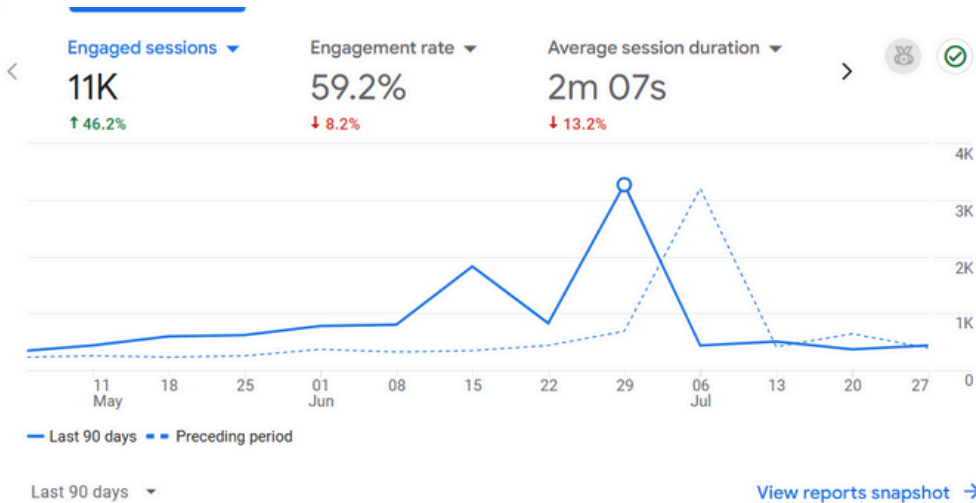 Engaged sessions
Engagement rate
Average session duration
11K
59.2%
2m 07s
↑ 46.2%
↓ 8.2%
↓ 13.2%
4K
3K
2K
1K
0
11 18 25 01 08 15 22 29 06 13 20 27
May Jun Jul
Last 90 days Preceding period
Last 90 days
View reports snapshot →